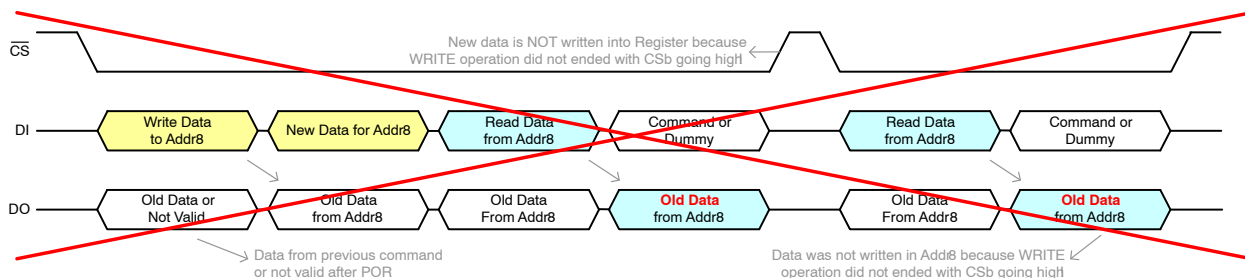 CS
New data is NOT written into Register because
WRITE operation did not ended with CSb going high
DI
Write Data
to Addr8
New Data for Addr8
Read Data
from Addr8
Command or
Dummy
Read Data
from Addr8
Command or
Dummy
DO
Old Data or
Not Valid
Old Data
from Addr8
Old Data
From Addr8
Old Data
from Addr8
Old Data
From Addr8
Old Data
from Addr8
Data from previous command
or not valid after POR
Data was not written in Addr8 because WRITE
operation did not ended with CSb going high